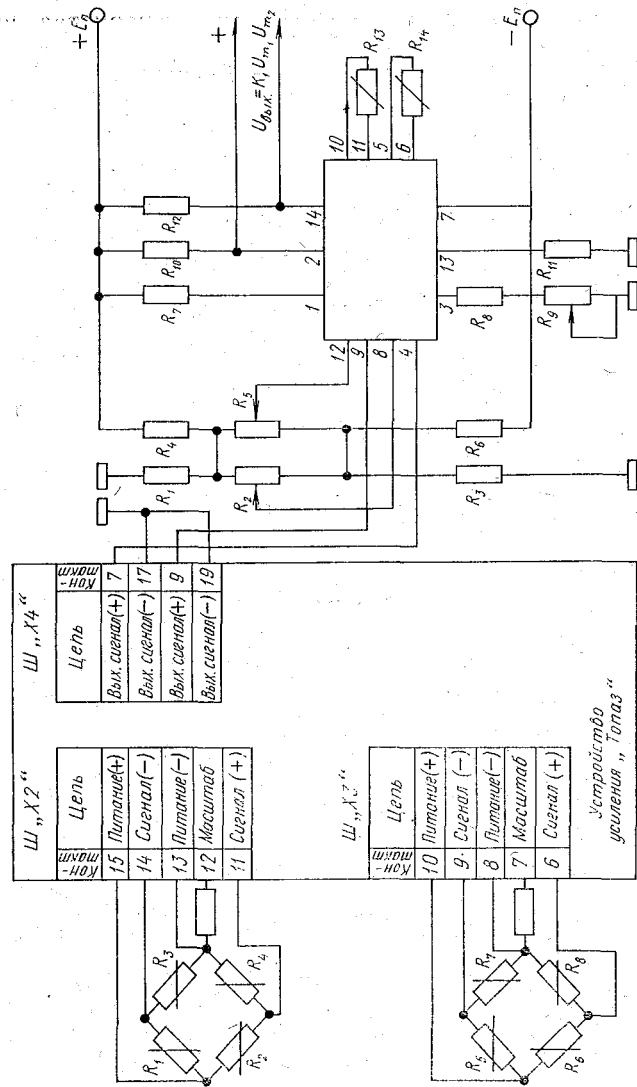 + Eп
+
Uвых.=K₁ Um₁ Um₂
R12
R10
R7
R4
R1
R5
R2
R6
R3
R13
R14
10
11
5
6
14
2
1
12
9
8
4
7
13
3
R11
R8
R9
− Eп
Ш „X4“
Кон-
такт
Цепь
7 Вых. сигнал(+)
17 Вых. сигнал(−)
9 Вых. сигнал(+)
19 Вых. сигнал(−)
Ш „X2“
Кон-
такт
Цепь
15 Питание(+)
14 Сигнал(−)
13 Питание(−)
12 Масштаб
11 Сигнал (+)
R1
R3
R2
R4
Ш „X3“
Кон-
такт
Цепь
10 Питание(+)
9 Сигнал (−)
8 Питание(−)
7 Масштаб
6 Сигнал (+)
R5
R7
R6
R8
Устройство
усиления „Топаз“